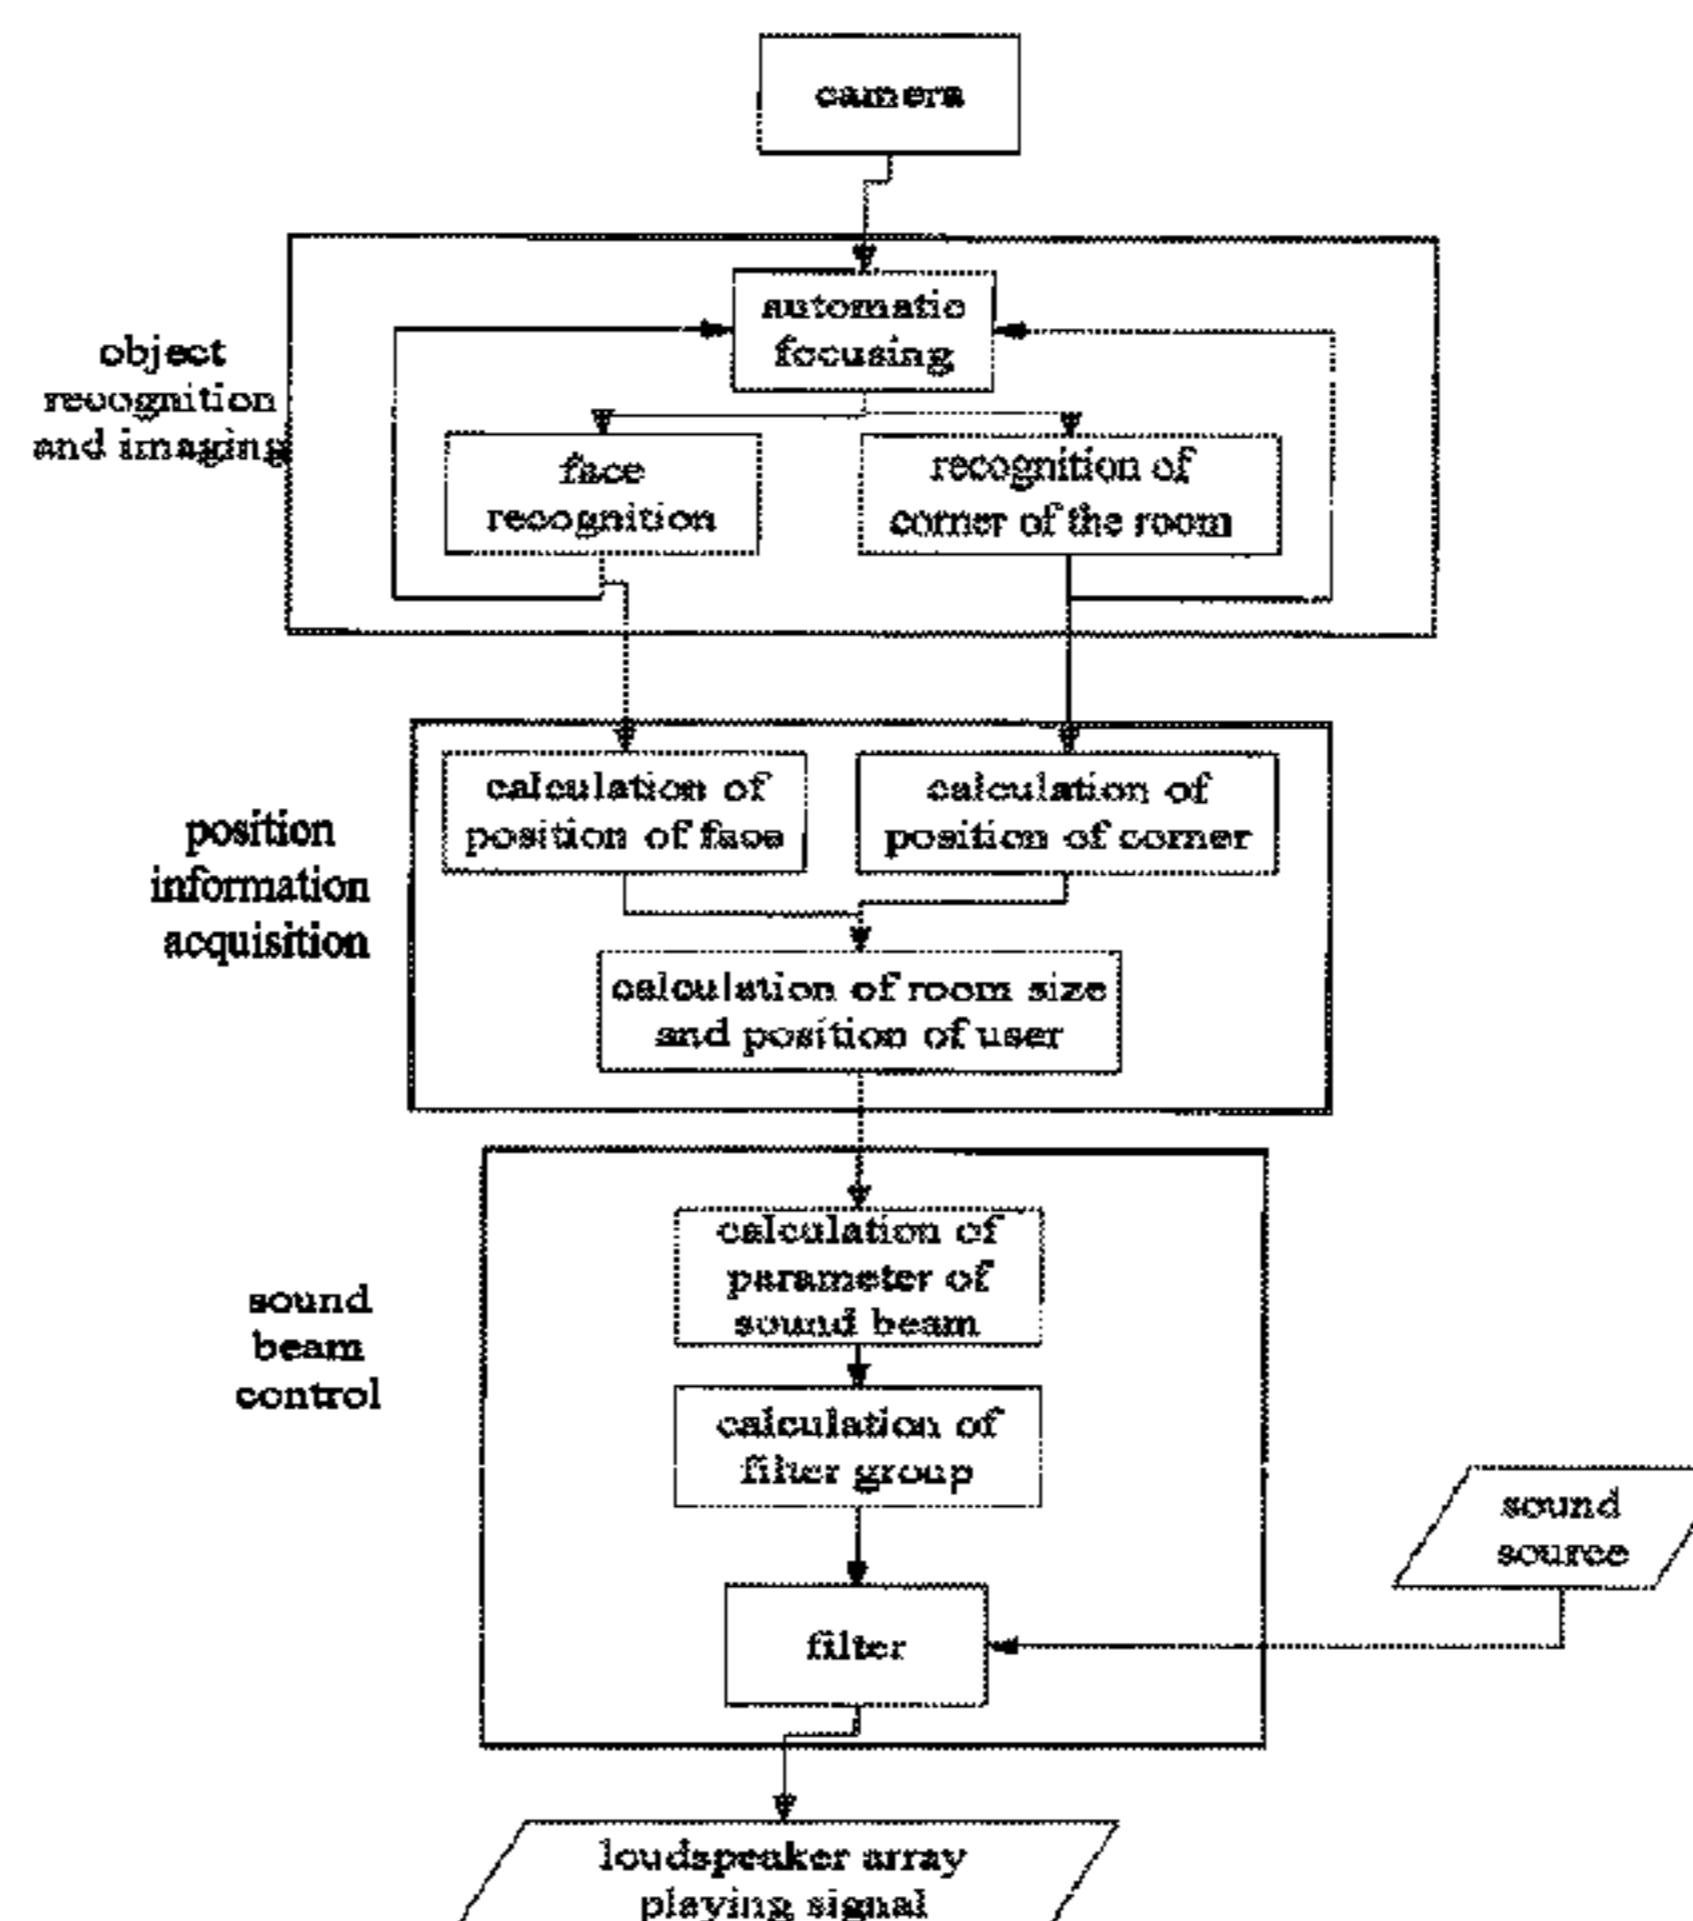 camera
object
recognition
and imaging
automatic
focusing
face
recognition
recognition of
corner of the room
position
information
acquisition
calculation of
position of face
calculation of
position of corner
calculation of room size
and position of user
sound
beam
control
calculation of
parameter of
sound beam
calculation of
filter group
filter
sound
source
loudspeaker array
playing signal